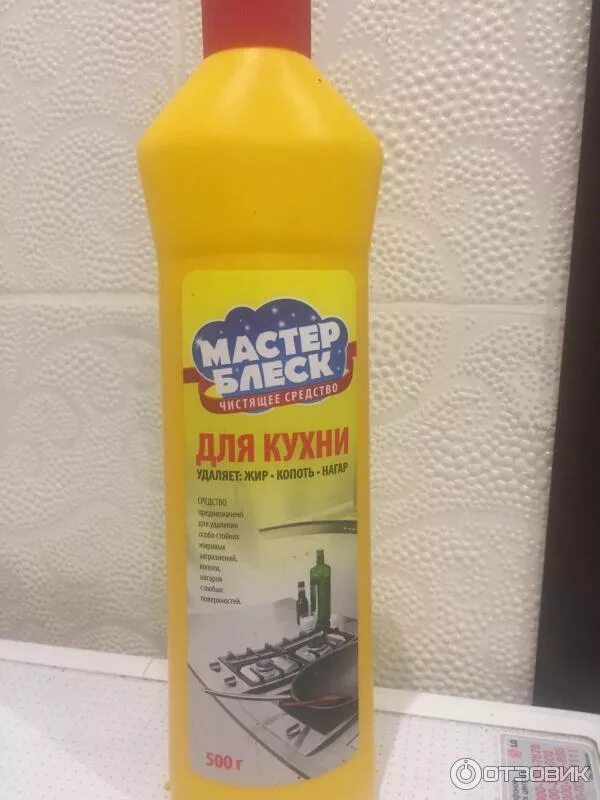 МАСТЕР
БЛЕСК
ЧИСТЯЩЕЕ СРЕДСТВО
ДЛЯ КУХНИ
УДАЛЯЕТ: ЖИР • КОПОТЬ • НАГАР
СРЕДСТВО
предназначено
для удаления
особо стойких
жировых
загрязнений,
копоти,
нагаров
с любых
поверхностей.
500 г
LG
ОТЗОВИК